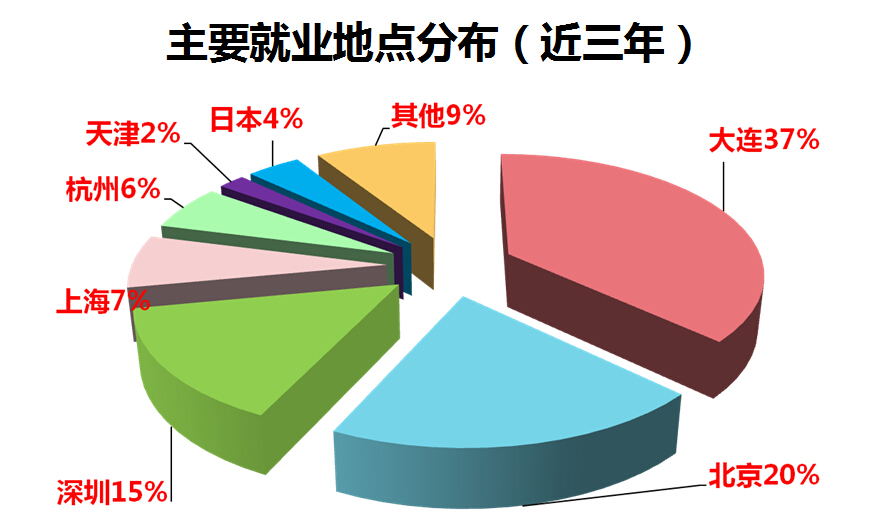 主要就业地点分布（近三年）
其他9%
日本4%
天津2%
大连37%
杭州6%
上海7%
北京20%
深圳15%